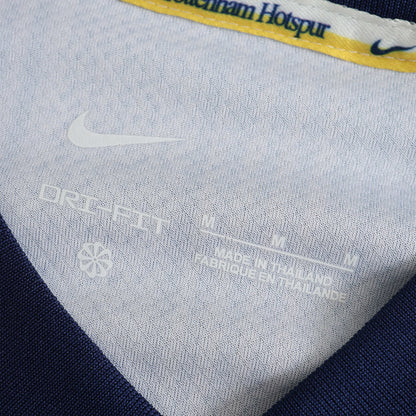 Tottenham Hotspur
DRI-FIT
M M M
MADE IN THAILAND
FABRIQUE EN THAILANDE